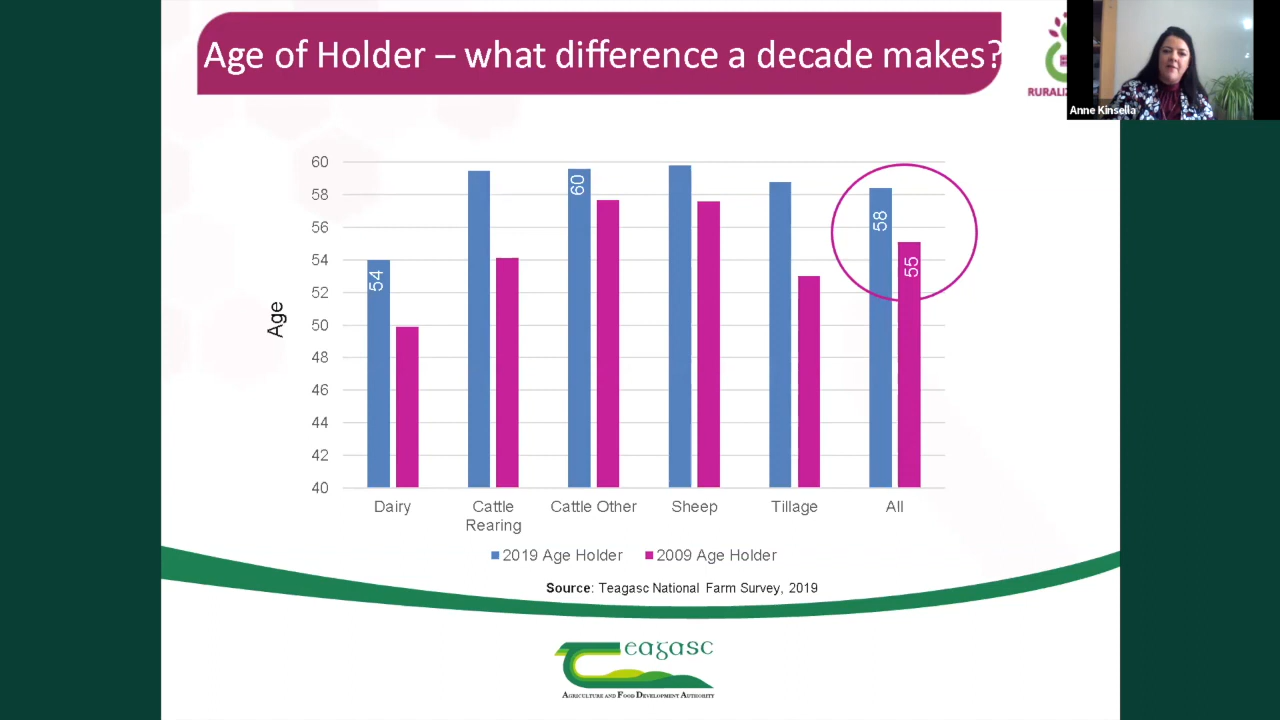 Age of Holder – what difference a decade makes?
RURALIZ
Anne Kinsella
Age
60
58
56
54
52
50
48
46
44
42
40
54
60
58
55
Dairy
Cattle Rearing
Cattle Other
Sheep
Tillage
All
2019 Age Holder
2009 Age Holder
Source: Teagasc National Farm Survey, 2019
eagasc
AGRICULTURE AND FOOD DEVELOPMENT AUTHORITY